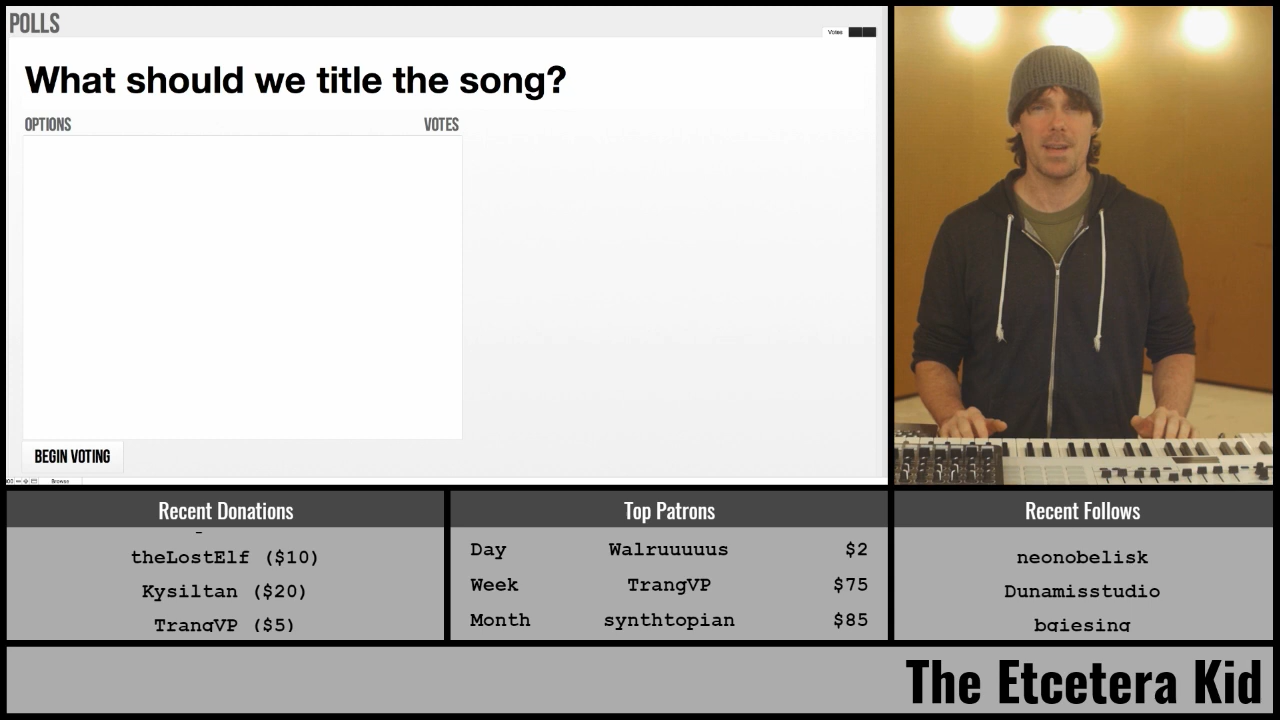 POLLS
Votes
What should we title the song?
OPTIONS VOTES
BEGIN VOTING
Browse
Recent Donations
theLostElf ($10)
Kysiltan ($20)
TrangVP ($5)
Top Patrons
Day Walruuuuus $2
Week TrangVP $75
Month synthtopian $85
Recent Follows
neonobelisk
Dunamisstudio
bgiesing
The Etcetera Kid